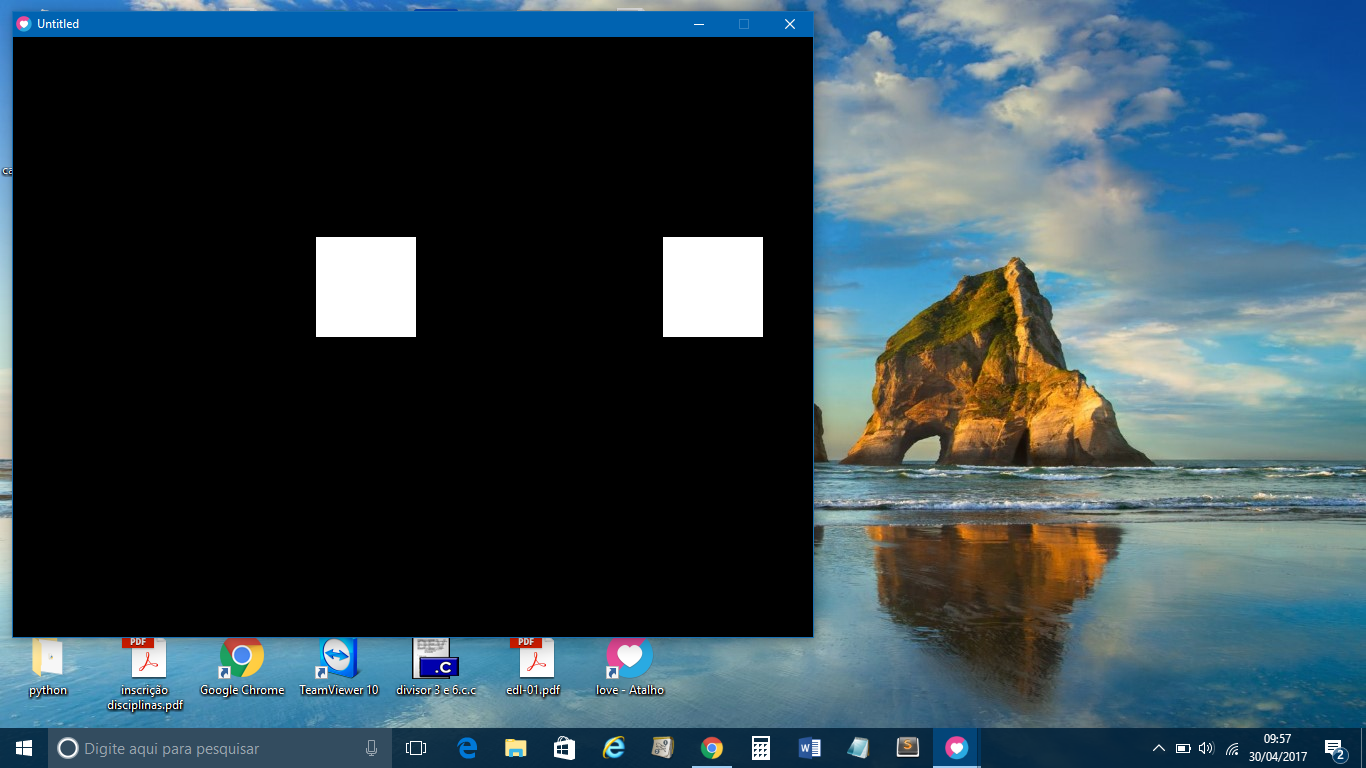 Untitled
ca
PDF
PDF
DEV
.C
python
inscrição
disciplinas.pdf
Google Chrome
TeamViewer 10
divisor 3 e 6.c.c
edl-01.pdf
love - Atalho
Digite aqui para pesquisar
W
S
09:57
30/04/2017
2